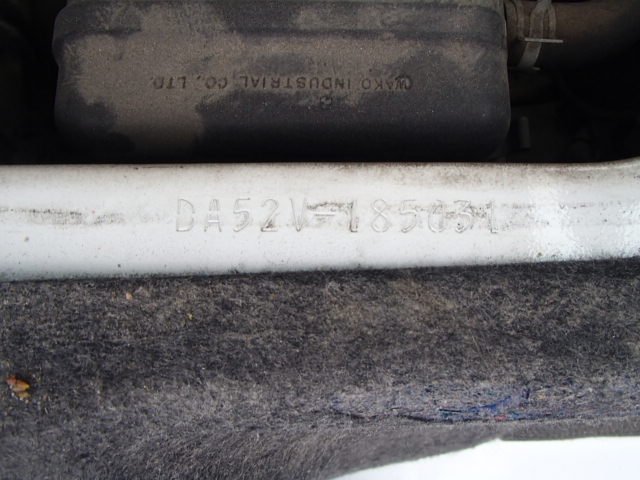 WAKO INDUSTRIAL CO., LTD.
DA52V-185031